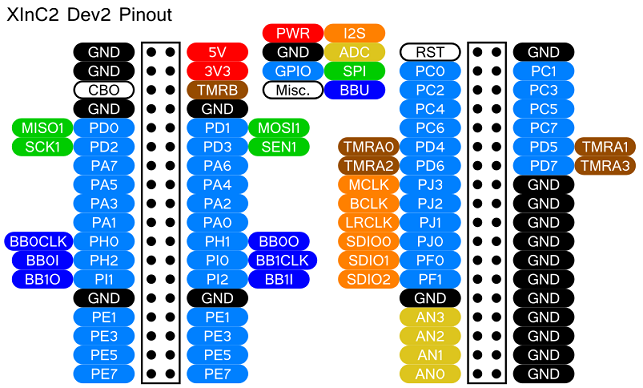 XInC2 Dev2 Pinout
PWR I2S
GND ADC
GPIO SPI
Misc. BBU
GND 5V
GND 3V3
CBO TMRB
GND GND
MISO1 PD0 PD1 MOSI1
SCK1 PD2 PD3 SEN1
PA7 PA6
PA5 PA4
PA3 PA2
PA1 PA0
BB0CLK PH0 PH1 BB0O
BB0I PH2 PI0 BB1CLK
BB1O PI1 PI2 BB1I
GND GND
PE1 PE1
PE3 PE3
PE5 PE5
PE7 PE7
RST GND
PC0 PC1
PC2 PC3
PC4 PC5
PC6 PC7
TMRA0 PD4 PD5 TMRA1
TMRA2 PD6 PD7 TMRA3
MCLK PJ3 GND
BCLK PJ2 GND
LRCLK PJ1 GND
SDIO0 PJ0 GND
SDIO1 PF0 GND
SDIO2 PF1 GND
GND GND
AN3 GND
AN2 GND
AN1 GND
AN0 GND